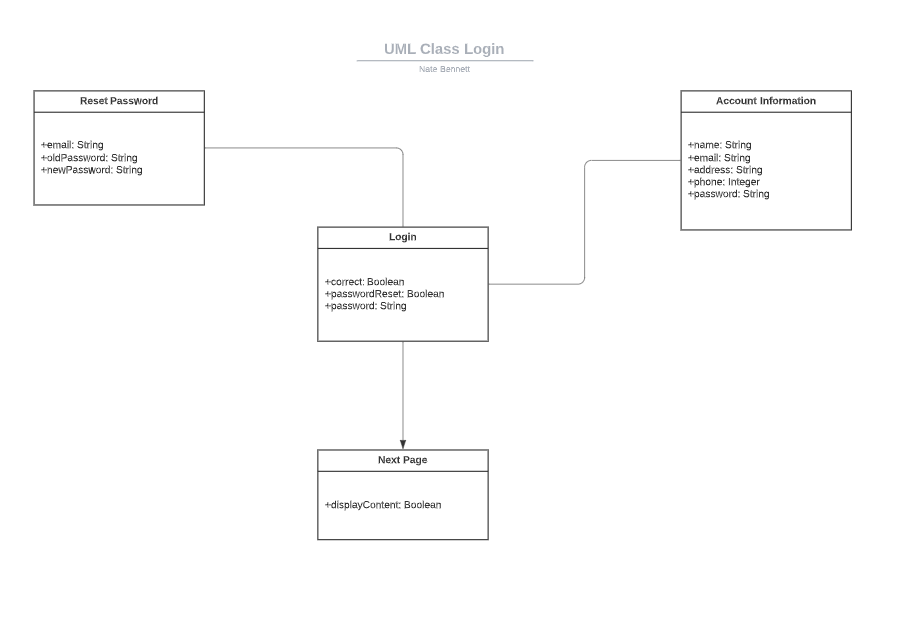 UML Class Login
Nate Bennett
Reset Password
+email: String
+oldPassword: String
+newPassword: String
Account Information
+name: String
+email: String
+address: String
+phone: Integer
+password: String
Login
+correct: Boolean
+passwordReset: Boolean
+password: String
Next Page
+displayContent: Boolean